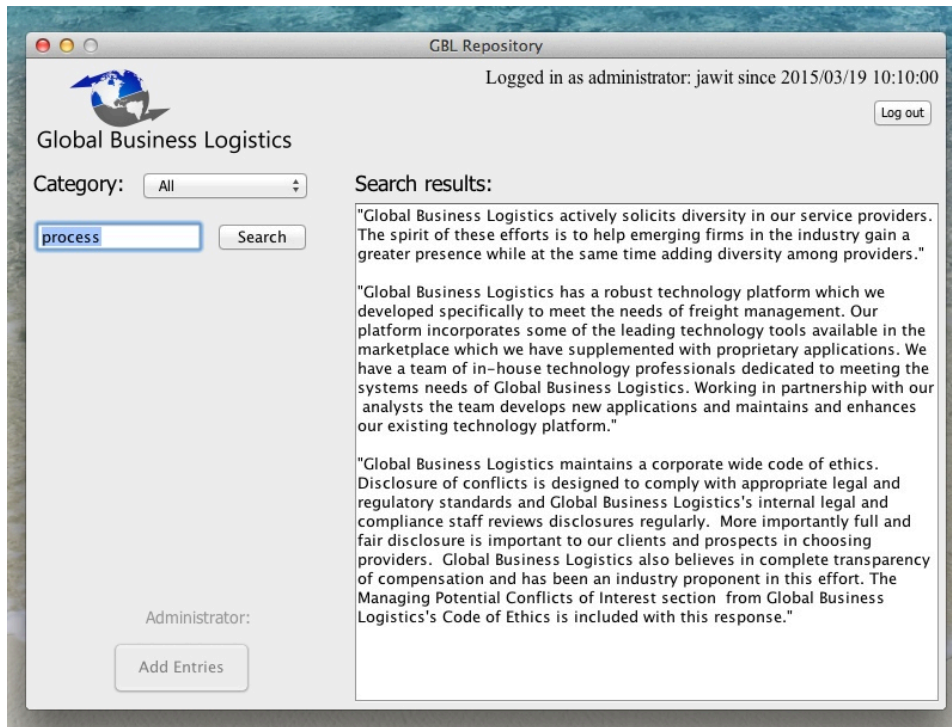 GBL Repository
Logged in as administrator: jawit since 2015/03/19 10:10:00
Log out
Global Business Logistics
Category:
All
process
Search
Search results:
"Global Business Logistics actively solicits diversity in our service providers.
The spirit of these efforts is to help emerging firms in the industry gain a
greater presence while at the same time adding diversity among providers."
"Global Business Logistics has a robust technology platform which we
developed specifically to meet the needs of freight management. Our
platform incorporates some of the leading technology tools available in the
marketplace which we have supplemented with proprietary applications. We
have a team of in-house technology professionals dedicated to meeting the
systems needs of Global Business Logistics. Working in partnership with our
analysts the team develops new applications and maintains and enhances
our existing technology platform."
"Global Business Logistics maintains a corporate wide code of ethics.
Disclosure of conflicts is designed to comply with appropriate legal and
regulatory standards and Global Business Logistics's internal legal and
compliance staff reviews disclosures regularly.  More importantly full and
fair disclosure is important to our clients and prospects in choosing
providers.  Global Business Logistics also believes in complete transparency
of compensation and has been an industry proponent in this effort. The
Managing Potential Conflicts of Interest section  from Global Business
Logistics's Code of Ethics is included with this response."
Administrator:
Add Entries